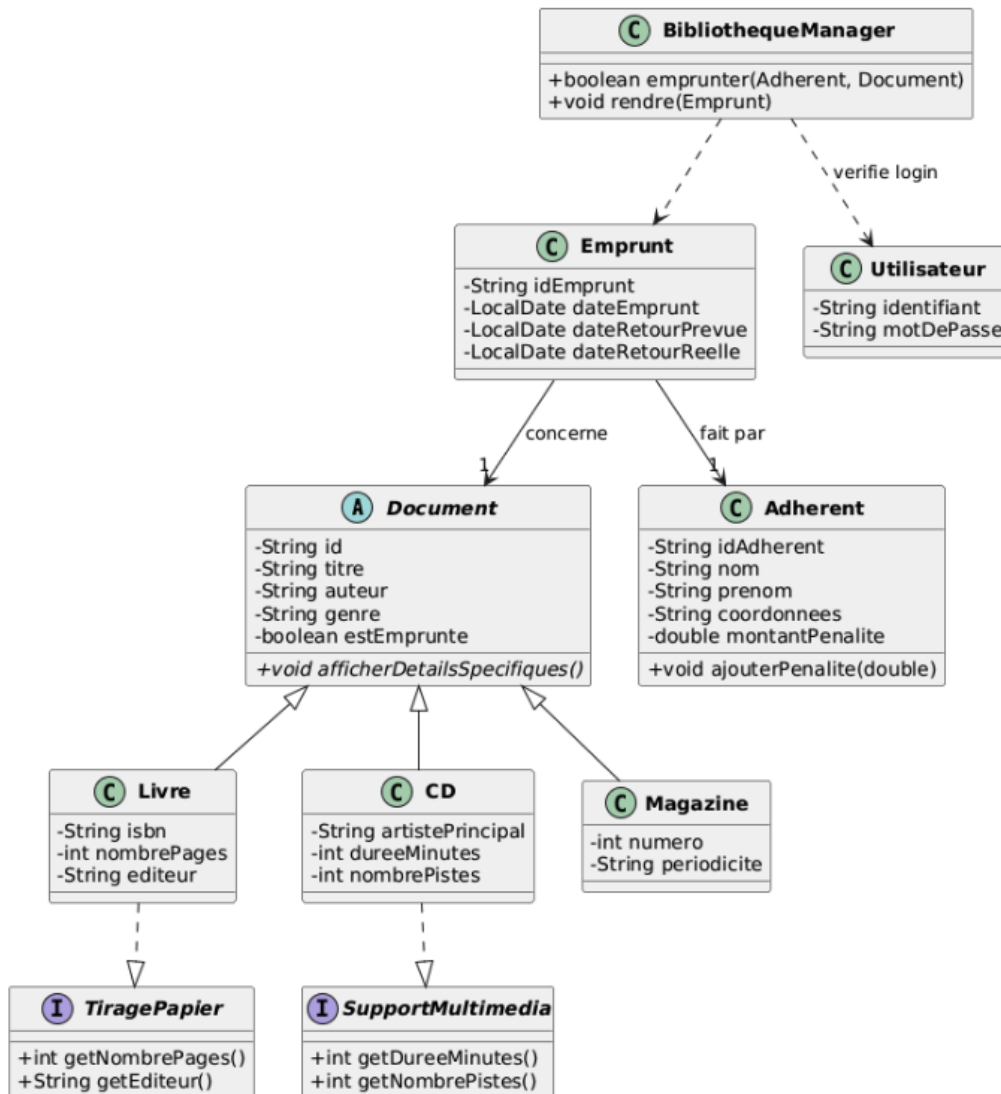 C BibliothequeManager
+boolean emprunter(Adherent, Document)
+void rendre(Emprunt)
verifie login
C Emprunt
-String idEmprunt
-LocalDate dateEmprunt
-LocalDate dateRetourPrevue
-LocalDate dateRetourReelle
C Utilisateur
-String identifiant
-String motDePasse
concerne
1
fait par
1
A Document
-String id
-String titre
-String auteur
-String genre
-boolean estEmprunte
+void afficherDetailsSpecifiques()
C Adherent
-String idAdherent
-String nom
-String prenom
-String coordonnees
-double montantPenalite
+void ajouterPenalite(double)
C Livre
-String isbn
-int nombrePages
-String editeur
C CD
-String artistePrincipal
-int dureeMinutes
-int nombrePistes
C Magazine
-int numero
-String periodicite
I TiragePapier
+int getNombrePages()
+String getEditeur()
I SupportMultimedia
+int getDureeMinutes()
+int getNombrePistes()